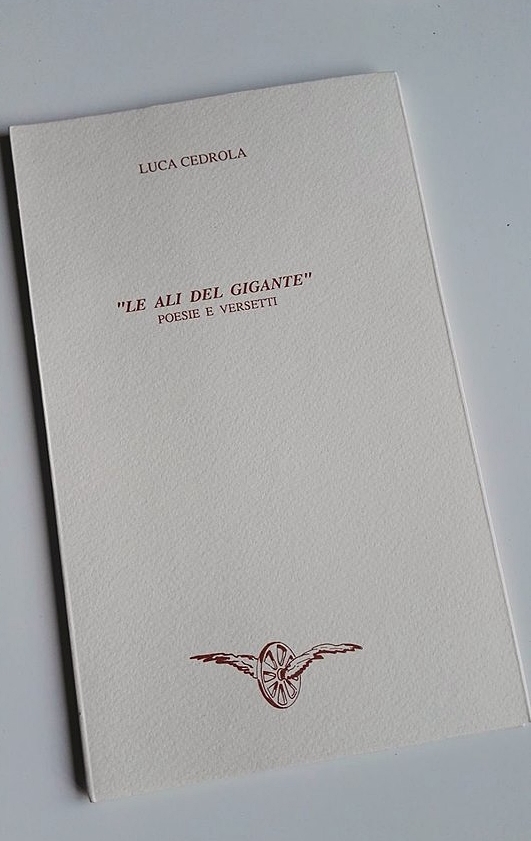 LUCA CEDROLA
"LE ALI DEL GIGANTE"
POESIE E VERSETTI